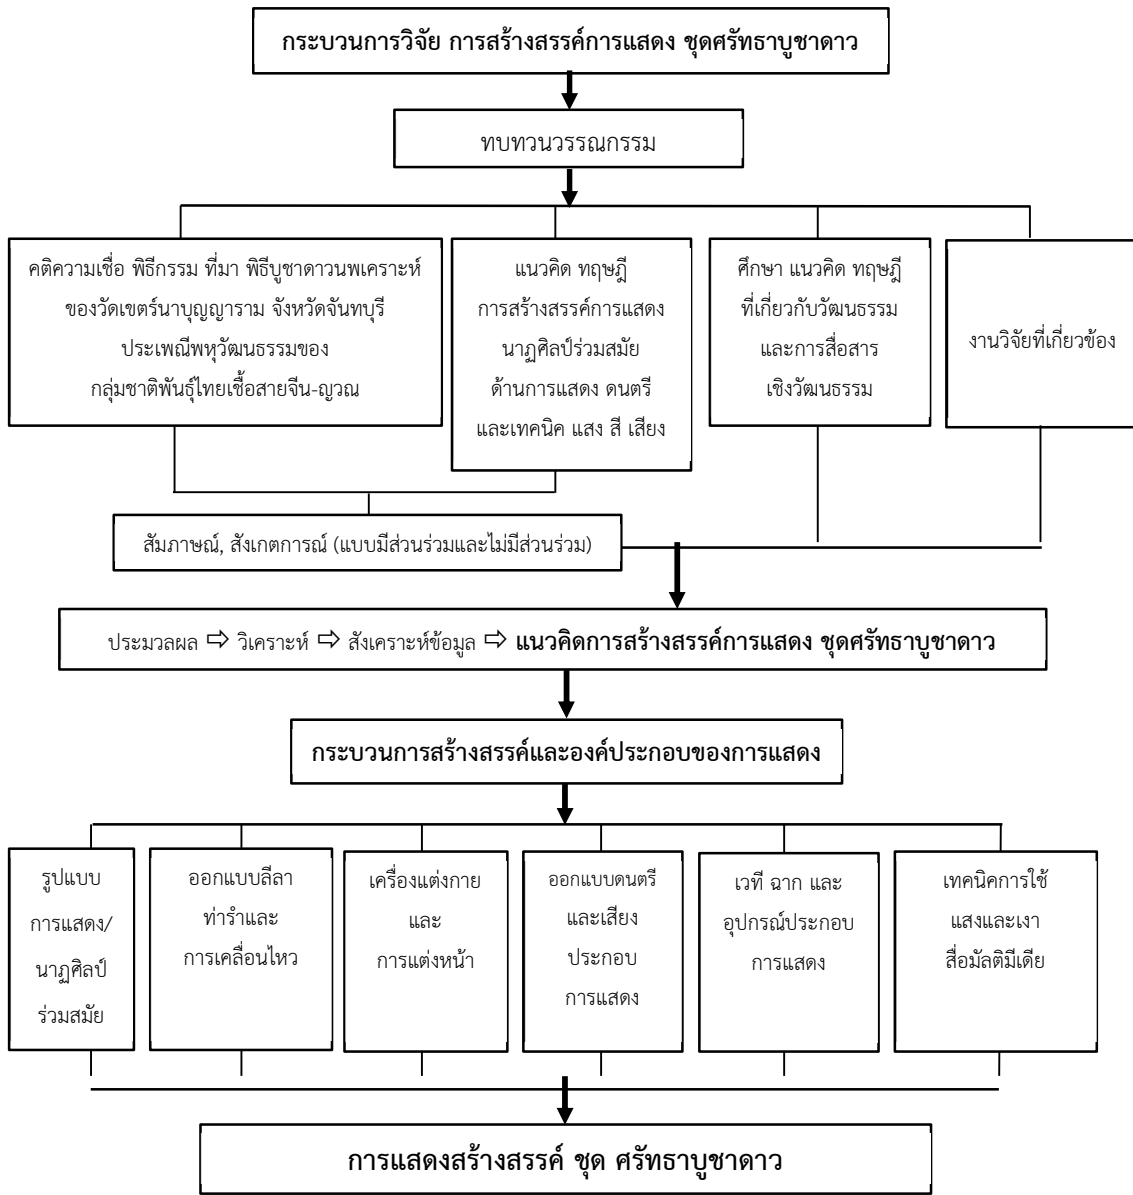 กระบวนการวิจัย การสร้างสรรค์การแสดง ชุดศรัทธาบูชาดาว
ทบทวนวรรณกรรม
คติความเชื่อ พิธีกรรม ที่มา พิธีบูชาดาวนพเคราะห์
ของวัดเขตร์นาบุญญาราม จังหวัดจันทบุรี
ประเพณีพหุวัฒนธรรมของ
กลุ่มชาติพันธุ์ไทยเชื้อสายจีน-ญวณ
แนวคิด ทฤษฎี
การสร้างสรรค์การแสดง
นาฏศิลป์ร่วมสมัย
ด้านการแสดง ดนตรี
และเทคนิค แสง สี เสียง
ศึกษา แนวคิด ทฤษฎี
ที่เกี่ยวกับวัฒนธรรม
และการสื่อสาร
เชิงวัฒนธรรม
งานวิจัยที่เกี่ยวข้อง
สัมภาษณ์, สังเกตการณ์ (แบบมีส่วนร่วมและไม่มีส่วนร่วม)
ประมวลผล ⇨ วิเคราะห์ ⇨ สังเคราะห์ข้อมูล ⇨ แนวคิดการสร้างสรรค์การแสดง ชุดศรัทธาบูชาดาว
กระบวนการสร้างสรรค์และองค์ประกอบของการแสดง
รูปแบบ
การแสดง/
นาฏศิลป์
ร่วมสมัย
ออกแบบลีลา
ท่ารำและ
การเคลื่อนไหว
เครื่องแต่งกาย
และ
การแต่งหน้า
ออกแบบดนตรี
และเสียง
ประกอบ
การแสดง
เวที ฉาก และ
อุปกรณ์ประกอบ
การแสดง
เทคนิคการใช้
แสงและเงา
สื่อมัลติมีเดีย
การแสดงสร้างสรรค์ ชุด ศรัทธาบูชาดาว